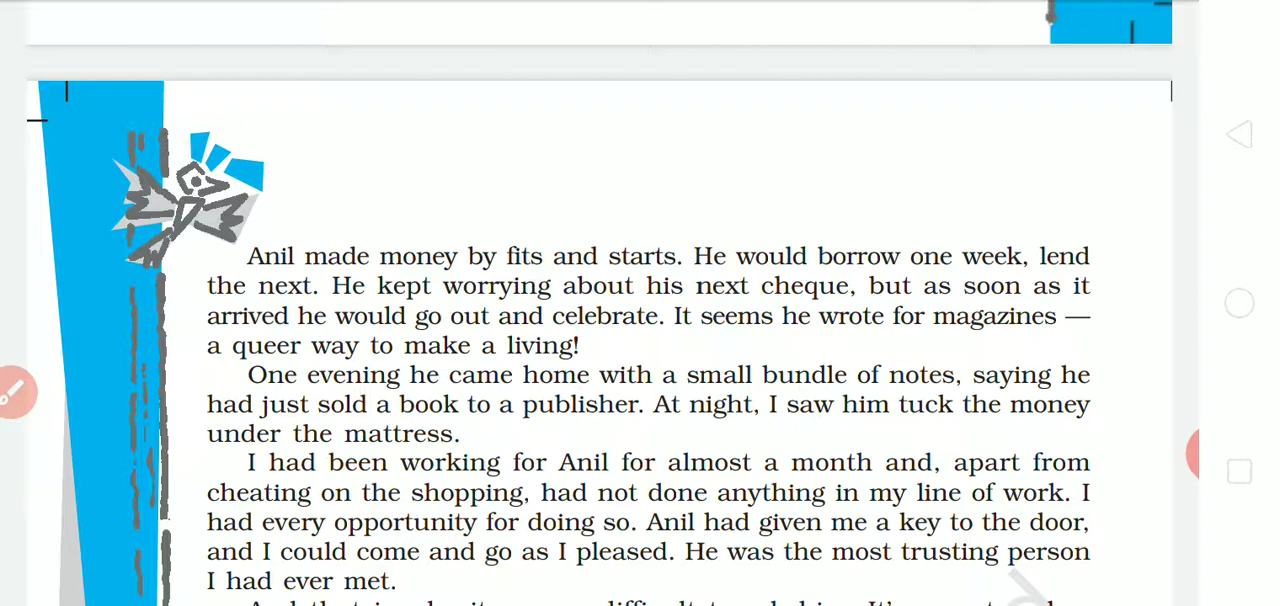 Anil made money by fits and starts. He would borrow one week, lend
the next. He kept worrying about his next cheque, but as soon as it
arrived he would go out and celebrate. It seems he wrote for magazines —
a queer way to make a living!
One evening he came home with a small bundle of notes, saying he
had just sold a book to a publisher. At night, I saw him tuck the money
under the mattress.
I had been working for Anil for almost a month and, apart from
cheating on the shopping, had not done anything in my line of work. I
had every opportunity for doing so. Anil had given me a key to the door,
and I could come and go as I pleased. He was the most trusting person
I had ever met.